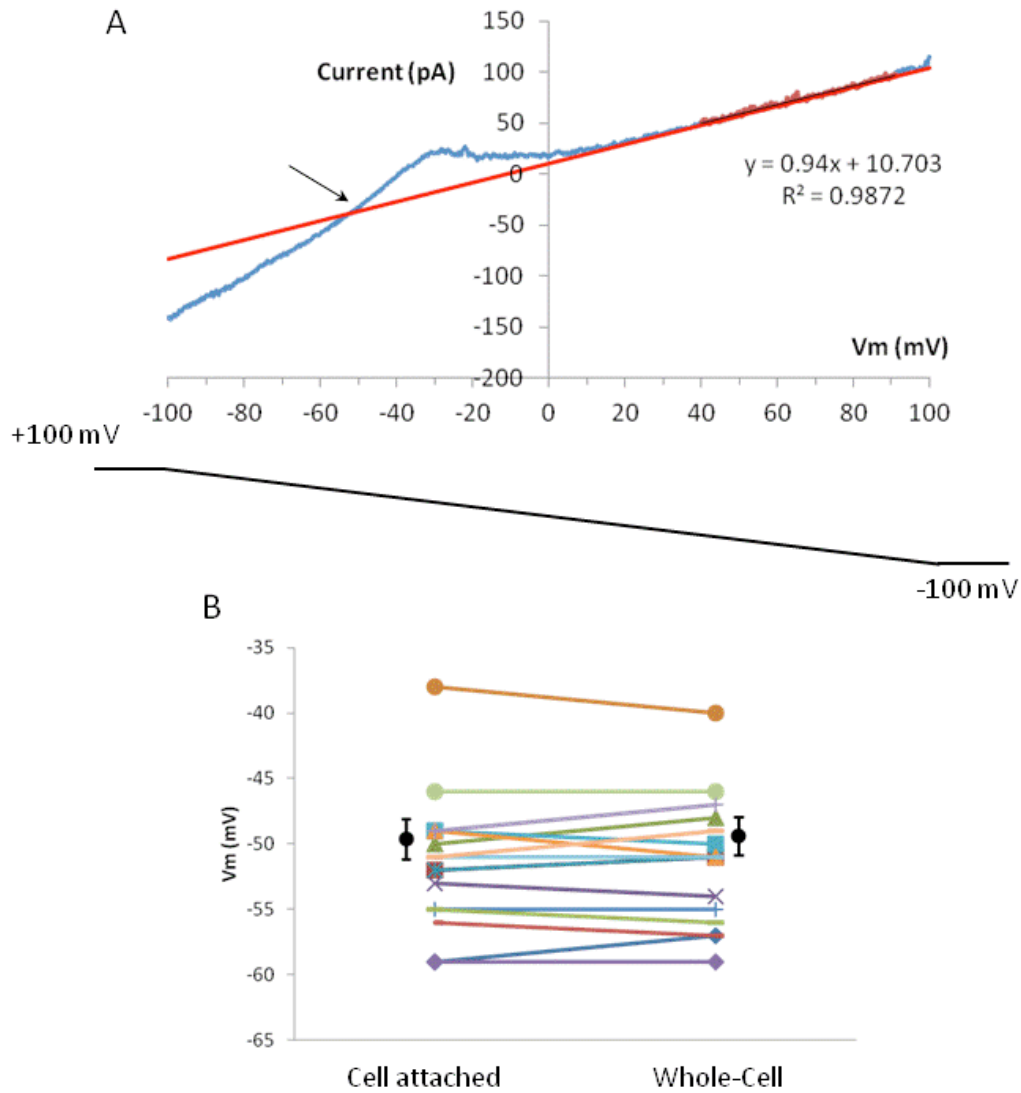 A
Current (pA)
150
100
50
0
-50
-100
-150
-200
y = 0.94x + 10.703
R² = 0.9872
Vm (mV)
-100 -80 -60 -40 -20 0 20 40 60 80 100
+100 mV
-100 mV
B
Vm (mV)
-35
-40
-45
-50
-55
-60
-65
Cell attached Whole-Cell